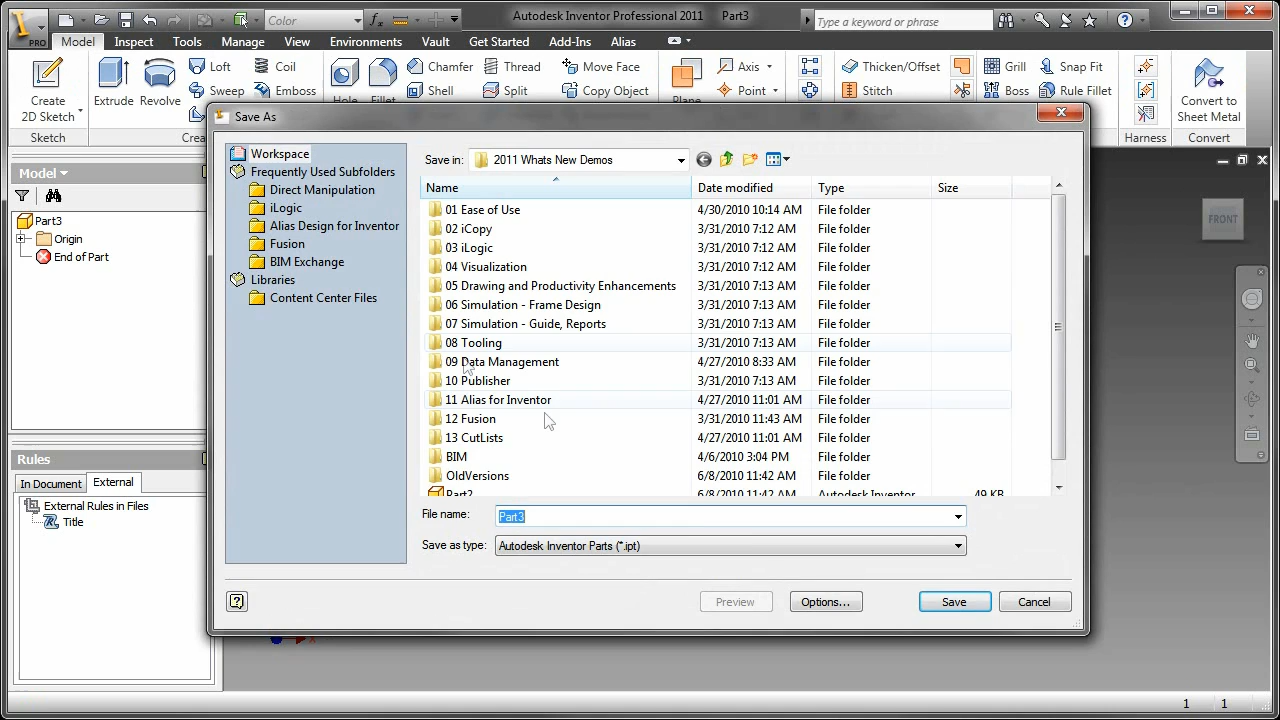 Color
Autodesk Inventor Professional 2011 Part3
Type a keyword or phrase
PRO
Model Inspect Tools Manage View Environments Vault Get Started Add-Ins Alias
Create
2D Sketch
Extrude Revolve
Loft
Sweep
Coil
Emboss
Hole Fillet
Chamfer
Shell
Thread
Split
Move Face
Copy Object
Plane
Axis
Point
Thicken/Offset
Stitch
Grill
Boss
Snap Fit
Rule Fillet
Convert to
Sheet Metal
Sketch
Harness Convert
Save As
Model
Part3
Origin
End of Part
Rules
In Document External
External Rules in Files
Title
Workspace
Frequently Used Subfolders
Direct Manipulation
iLogic
Alias Design for Inventor
Fusion
BIM Exchange
Libraries
Content Center Files
Save in: 2011 Whats New Demos
Name Date modified Type Size
01 Ease of Use 4/30/2010 10:14 AM File folder
02 iCopy 3/31/2010 7:12 AM File folder
03 iLogic 3/31/2010 7:12 AM File folder
04 Visualization 3/31/2010 7:12 AM File folder
05 Drawing and Productivity Enhancements 3/31/2010 7:13 AM File folder
06 Simulation - Frame Design 3/31/2010 7:13 AM File folder
07 Simulation - Guide, Reports 3/31/2010 7:13 AM File folder
08 Tooling 3/31/2010 7:13 AM File folder
09 Data Management 4/27/2010 8:33 AM File folder
10 Publisher 3/31/2010 7:13 AM File folder
11 Alias for Inventor 4/27/2010 11:01 AM File folder
12 Fusion 3/31/2010 11:43 AM File folder
13 CutLists 4/27/2010 11:01 AM File folder
BIM 4/6/2010 3:04 PM File folder
OldVersions 6/8/2010 11:42 AM File folder
Part2 6/8/2010 11:42 AM Autodesk Inventor 49 KB
File name: Part3
Save as type: Autodesk Inventor Parts (*.ipt)
Preview Options... Save Cancel
FRONT
1 1